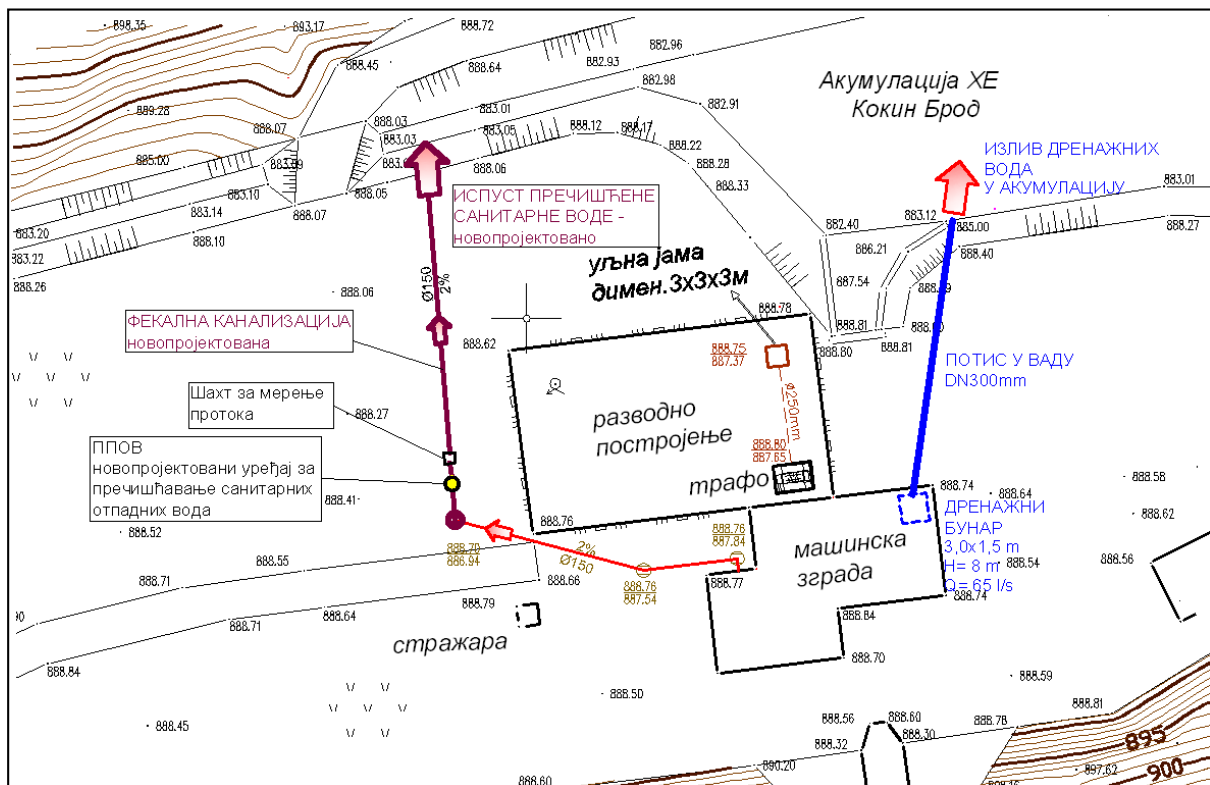 898.35
893.17
888.72
888.45
888.64
882.93
882.96
882.98
889.28
888.07
888.03
883.01
882.91
883.03
883.05
888.12
888.17
888.22
885.00
883.99
888.06
888.28
883.10
888.05
888.33
883.14
888.07
883.20
888.10
883.22
888.26
888.06
Акумулација ХЕ
Кокин Брод
ИЗЛИВ ДРЕНАЖНИХ
ВОДА
У АКУМУЛАЦИЈУ
883.01
883.12
885.00
888.27
882.40
886.21
888.40
887.54
888.81
888.80
888.81
ИСПУСТ ПРЕЧИШЋЕНЕ
САНИТАРНЕ ВОДЕ -
новопројектовано
уљна јама
димен.3х3х3м
Ø150
2%
888.78
ФЕКАЛНА КАНАЛИЗАЦИЈА
новопројектована
888.62
888.75
887.37
ПОТИС У ВАДУ
DN300mm
Шахт за мерење
протока
888.27
разводно
постројење
Ø250mm
888.80
887.65
трафо
ППОВ
новопројектовани уређај за
пречишћавање санитарних
отпадних вода
888.41
888.52
888.58
888.74
888.64
888.62
ДРЕНАЖНИ
БУНАР
3,0x1,5 m
H= 8 m
Q= 65 l/s
888.54
888.56
888.74
888.76
888.70
886.94
2%
Ø150
888.76
887.84
машинска
зграда
888.55
888.71
888.66
888.76
887.54
888.77
888.79
888.64
888.71
90
888.84
стражара
888.84
888.70
888.50
888.59
888.45
888.56
888.60
888.81
888.78
888.32
888.30
895
890.20
888.60
897.62
900